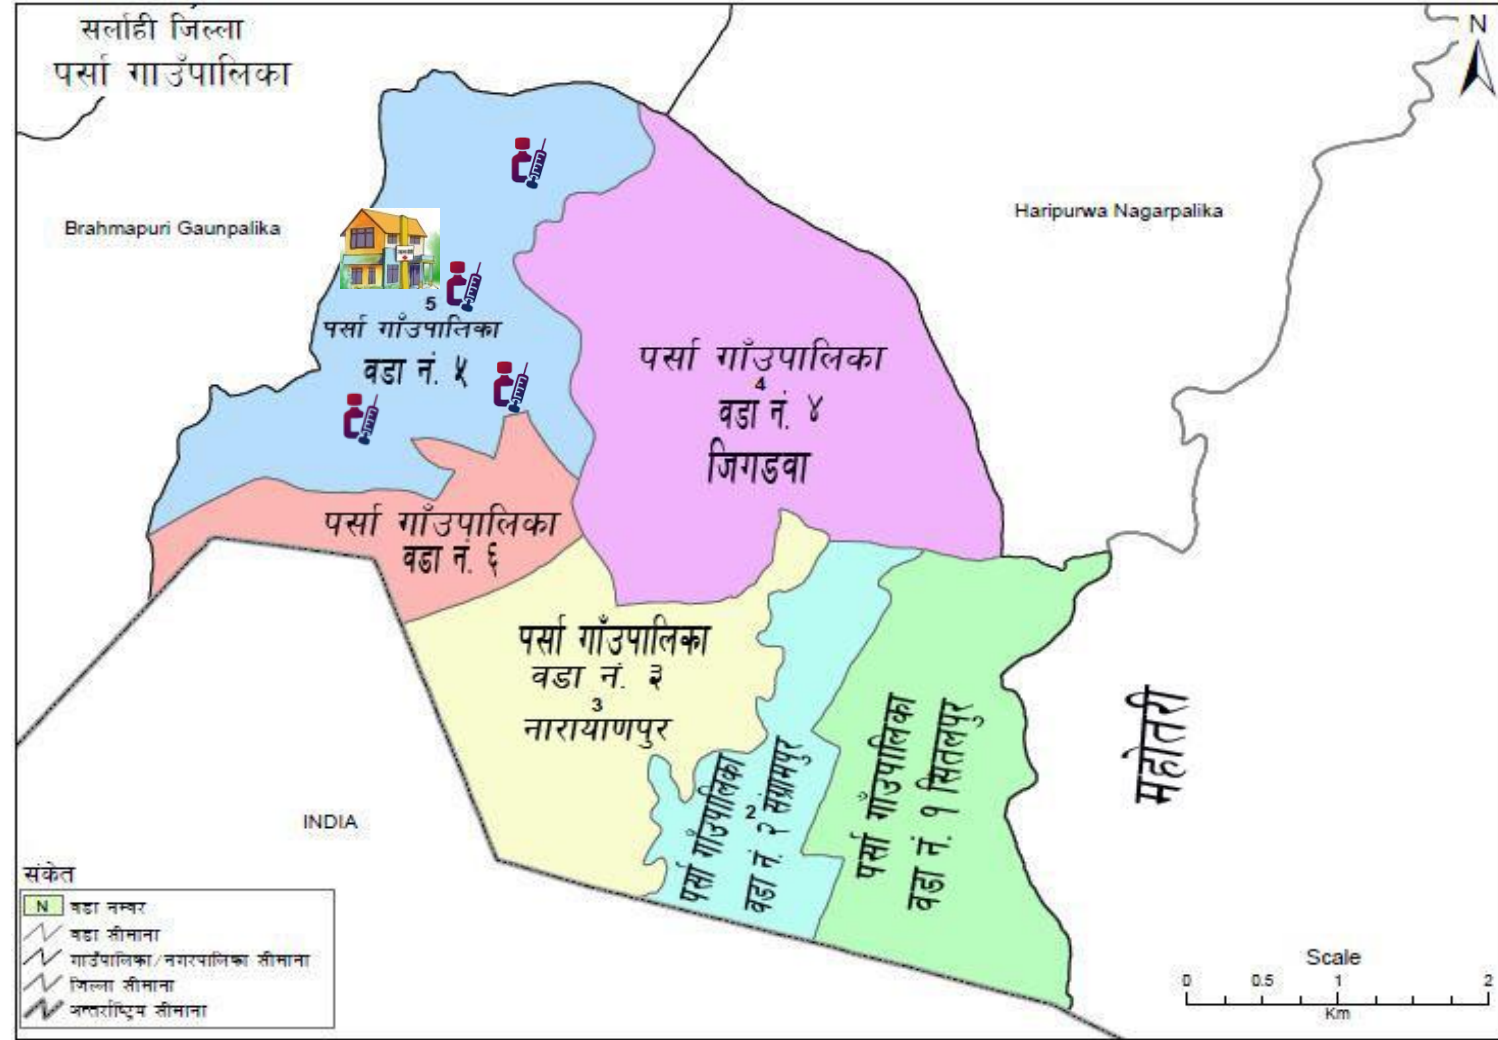 सर्लाही जिल्ला
पर्सा गाउँपालिका
N
Brahmapuri Gaunpalika
Haripurwa Nagarpalika
5
पर्सा गाँउपालिका
वडा नं. ५
पर्सा गाँउपालिका
4
वडा नं. ४
जिगडवा
पर्सा गाँउपालिका
वडा नं. ६
पर्सा गाँउपालिका
वडा नं. ३
3
नारायाणपुर
पर्सा गाँउपालिका
2
वडा नं. २ संग्रामपुर
पर्सा गाँउपालिका
वडा नं. १ सितलपुर
महोतरी
INDIA
संकेत
N वडा नम्बर
वडा सीमाना
गाउँपालिका/नगरपालिका सीमाना
जिल्ला सीमाना
अन्तर्राष्ट्रिय सीमाना
Scale
0 0.5 1 2
Km